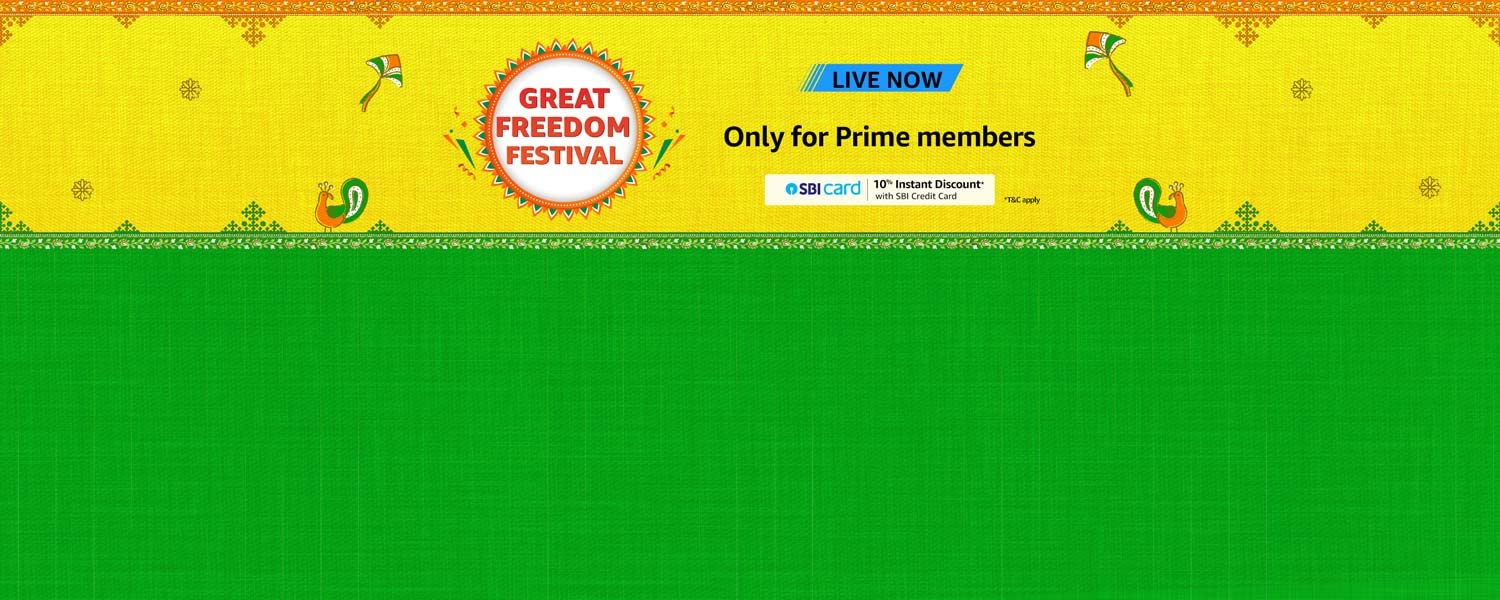 GREAT
FREEDOM
FESTIVAL
LIVE NOW
Only for Prime members
SBI card
10% Instant Discount*
with SBI Credit Card
*T&C apply